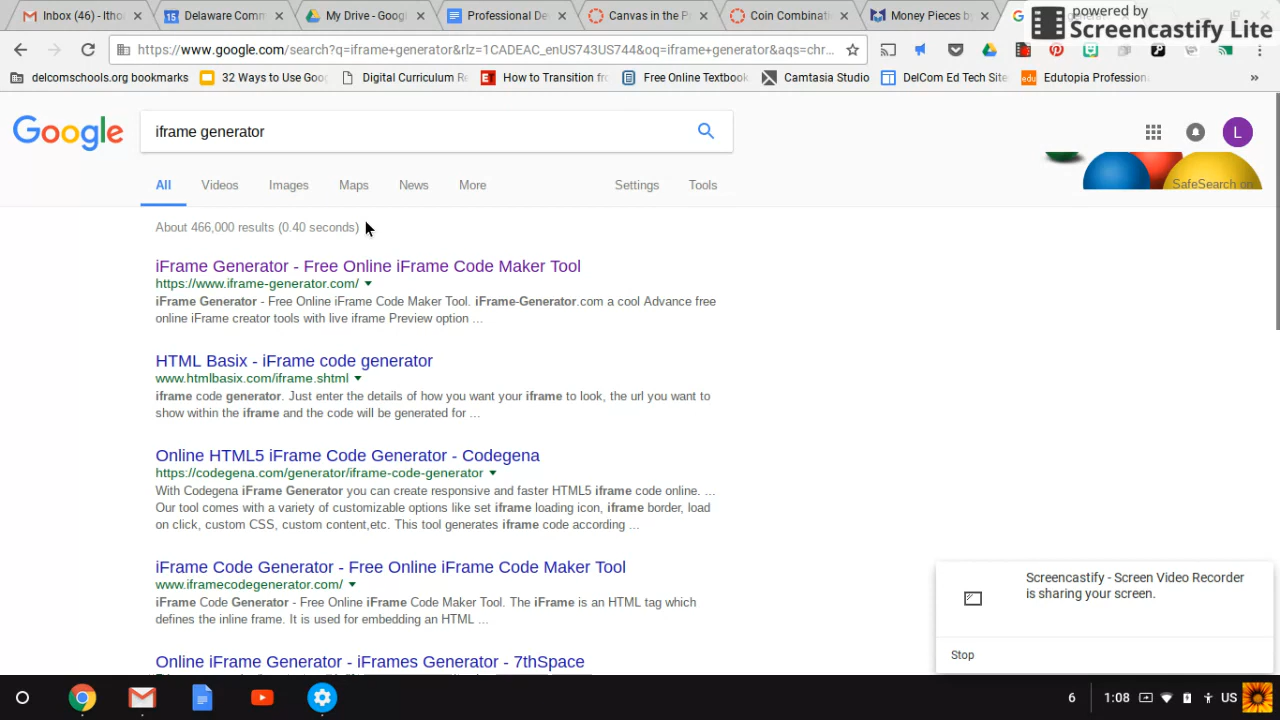 Inbox (46) - ltho
Delaware Comm
My Drive - Goog
Professional De
Canvas in the P
Coin Combinat
Money Pieces b
powered by
Screencastify Lite
https://www.google.com/search?q=iframe+generator&rlz=1CADEAC_enUS743US744&oq=iframe+generator&aqs=chr...
delcomschools.org bookmarks
32 Ways to Use Goo
Digital Curriculum R
How to Transition fr
Free Online Textboo
Camtasia Studio
DelCom Ed Tech Site
Edutopia Profession
»
Google
iframe generator
L
All
Videos
Images
Maps
News
More
Settings
Tools
SafeSearch on
About 466,000 results (0.40 seconds)
iFrame Generator - Free Online iFrame Code Maker Tool
https://www.iframe-generator.com/
iFrame Generator - Free Online iFrame Code Maker Tool. iFrame-Generator.com a cool Advance free
online iFrame creator tools with live iframe Preview option ...
HTML Basix - iFrame code generator
www.htmlbasix.com/iframe.shtml
iframe code generator. Just enter the details of how you want your iframe to look, the url you want to
show within the iframe and the code will be generated for ...
Online HTML5 iFrame Code Generator - Codegena
https://codegena.com/generator/iframe-code-generator
With Codegena iFrame Generator you can create responsive and faster HTML5 iframe code online. ...
Our tool comes with a variety of customizable options like set iframe loading icon, iframe border, load
on click, custom CSS, custom content,etc. This tool generates iframe code according ...
iFrame Code Generator - Free Online iFrame Code Maker Tool
www.iframecodegenerator.com/
iFrame Code Generator - Free Online iFrame Code Maker Tool. The iFrame is an HTML tag which
defines the inline frame. It is used for embedding an HTML ...
Online iFrame Generator - iFrames Generator - 7thSpace
Screencastify - Screen Video Recorder
is sharing your screen.
Stop
6
1:08
US